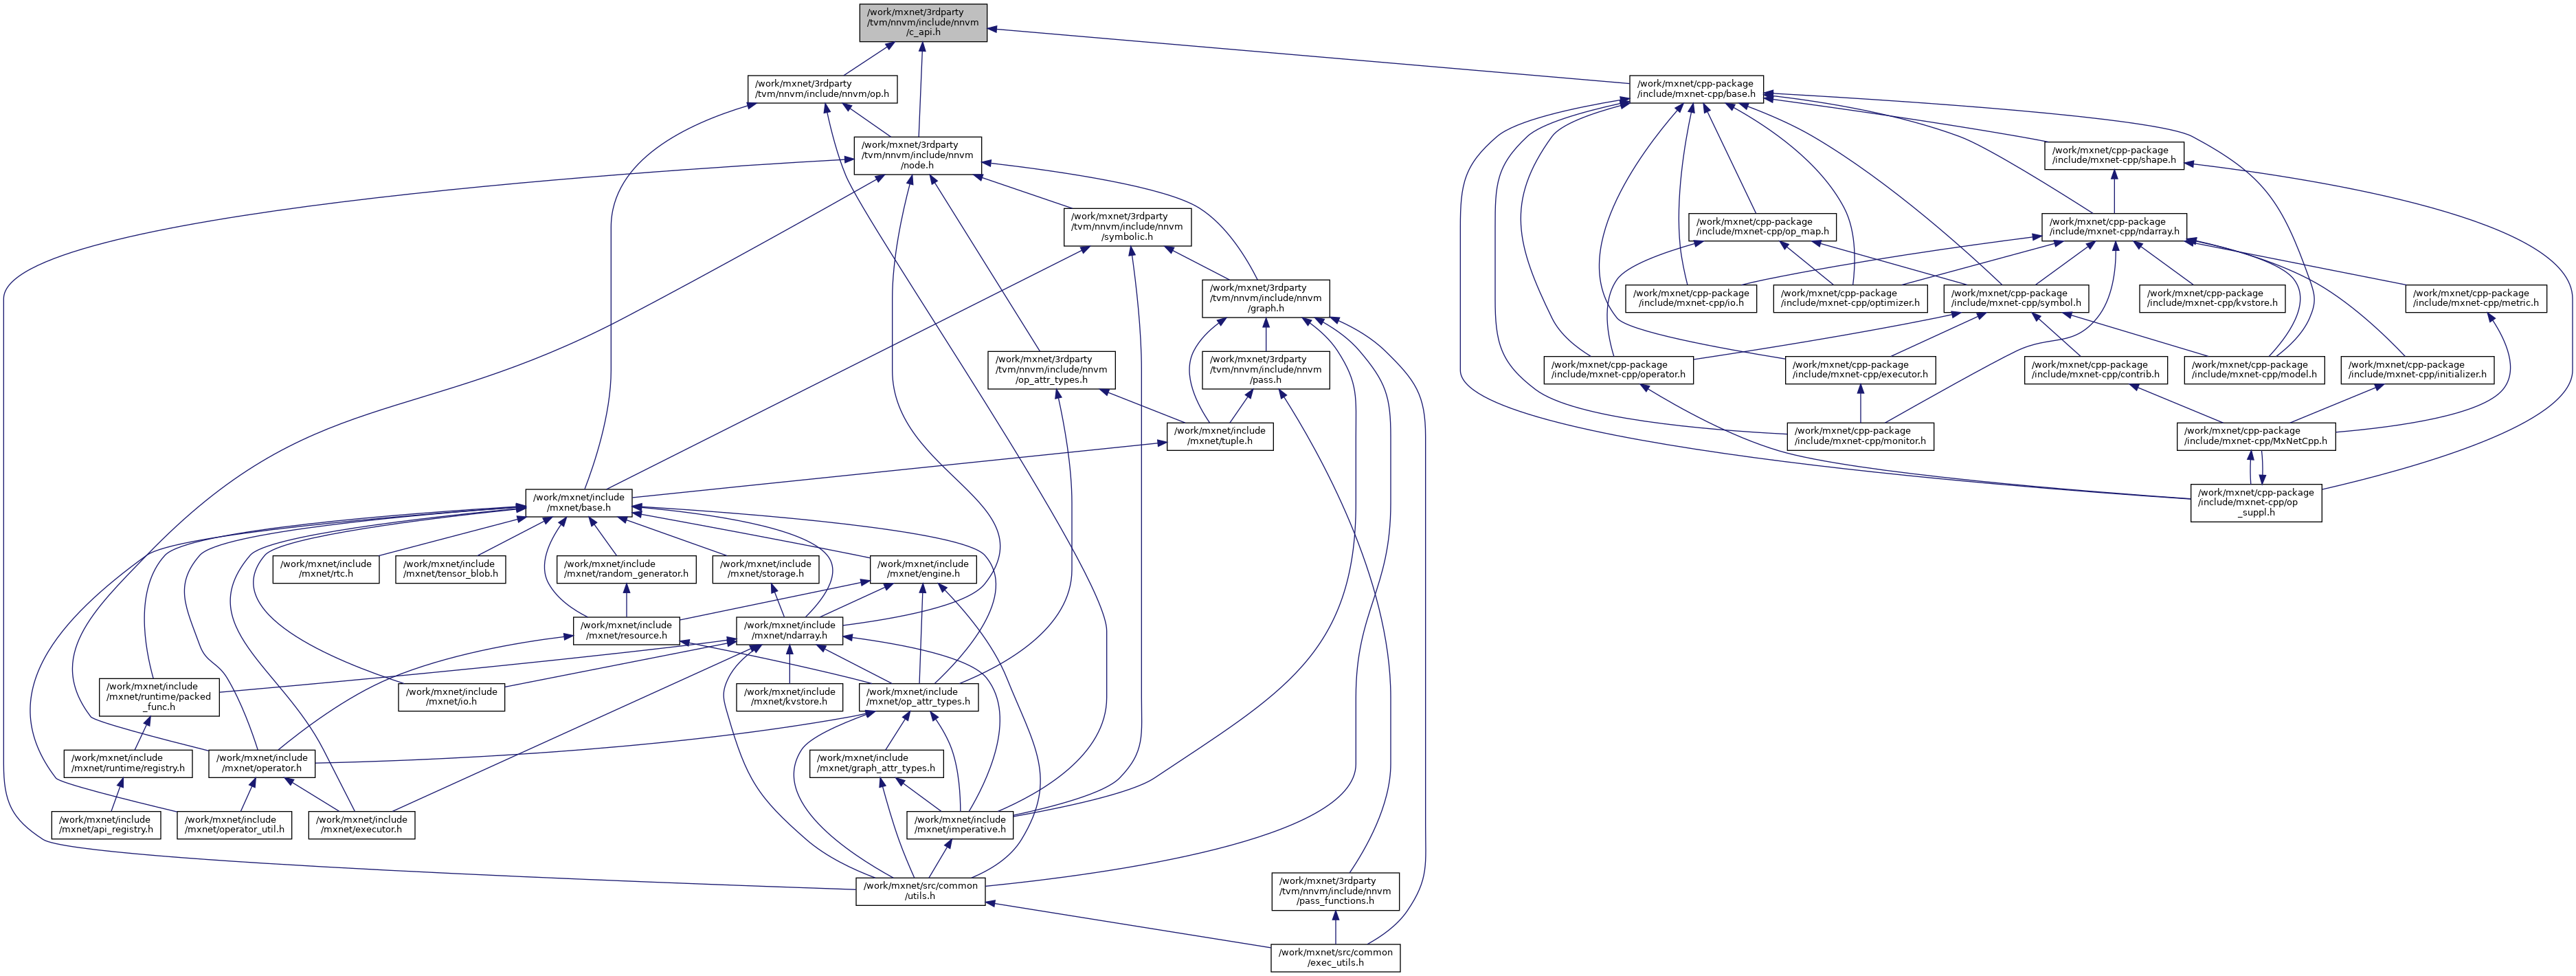 /work/mxnet/3rdparty
/tvm/nnvm/include/nnvm
/c_api.h
/work/mxnet/3rdparty
/tvm/nnvm/include/nnvm/op.h
/work/mxnet/cpp-package
/include/mxnet-cpp/base.h
/work/mxnet/3rdparty
/tvm/nnvm/include/nnvm
/node.h
/work/mxnet/cpp-package
/include/mxnet-cpp/shape.h
/work/mxnet/3rdparty
/tvm/nnvm/include/nnvm
/symbolic.h
/work/mxnet/cpp-package
/include/mxnet-cpp/op_map.h
/work/mxnet/cpp-package
/include/mxnet-cpp/ndarray.h
/work/mxnet/3rdparty
/tvm/nnvm/include/nnvm
/graph.h
/work/mxnet/cpp-package
/include/mxnet-cpp/io.h
/work/mxnet/cpp-package
/include/mxnet-cpp/optimizer.h
/work/mxnet/cpp-package
/include/mxnet-cpp/symbol.h
/work/mxnet/cpp-package
/include/mxnet-cpp/kvstore.h
/work/mxnet/cpp-package
/include/mxnet-cpp/metric.h
/work/mxnet/3rdparty
/tvm/nnvm/include/nnvm
/op_attr_types.h
/work/mxnet/3rdparty
/tvm/nnvm/include/nnvm
/pass.h
/work/mxnet/cpp-package
/include/mxnet-cpp/operator.h
/work/mxnet/cpp-package
/include/mxnet-cpp/executor.h
/work/mxnet/cpp-package
/include/mxnet-cpp/contrib.h
/work/mxnet/cpp-package
/include/mxnet-cpp/model.h
/work/mxnet/cpp-package
/include/mxnet-cpp/initializer.h
/work/mxnet/include
/mxnet/tuple.h
/work/mxnet/cpp-package
/include/mxnet-cpp/monitor.h
/work/mxnet/cpp-package
/include/mxnet-cpp/MxNetCpp.h
/work/mxnet/include
/mxnet/base.h
/work/mxnet/cpp-package
/include/mxnet-cpp/op
_suppl.h
/work/mxnet/include
/mxnet/rtc.h
/work/mxnet/include
/mxnet/tensor_blob.h
/work/mxnet/include
/mxnet/random_generator.h
/work/mxnet/include
/mxnet/storage.h
/work/mxnet/include
/mxnet/engine.h
/work/mxnet/include
/mxnet/resource.h
/work/mxnet/include
/mxnet/ndarray.h
/work/mxnet/include
/mxnet/runtime/packed
_func.h
/work/mxnet/include
/mxnet/io.h
/work/mxnet/include
/mxnet/kvstore.h
/work/mxnet/include
/mxnet/op_attr_types.h
/work/mxnet/include
/mxnet/runtime/registry.h
/work/mxnet/include
/mxnet/operator.h
/work/mxnet/include
/mxnet/graph_attr_types.h
/work/mxnet/include
/mxnet/api_registry.h
/work/mxnet/include
/mxnet/operator_util.h
/work/mxnet/include
/mxnet/executor.h
/work/mxnet/include
/mxnet/imperative.h
/work/mxnet/src/common
/utils.h
/work/mxnet/3rdparty
/tvm/nnvm/include/nnvm
/pass_functions.h
/work/mxnet/src/common
/exec_utils.h